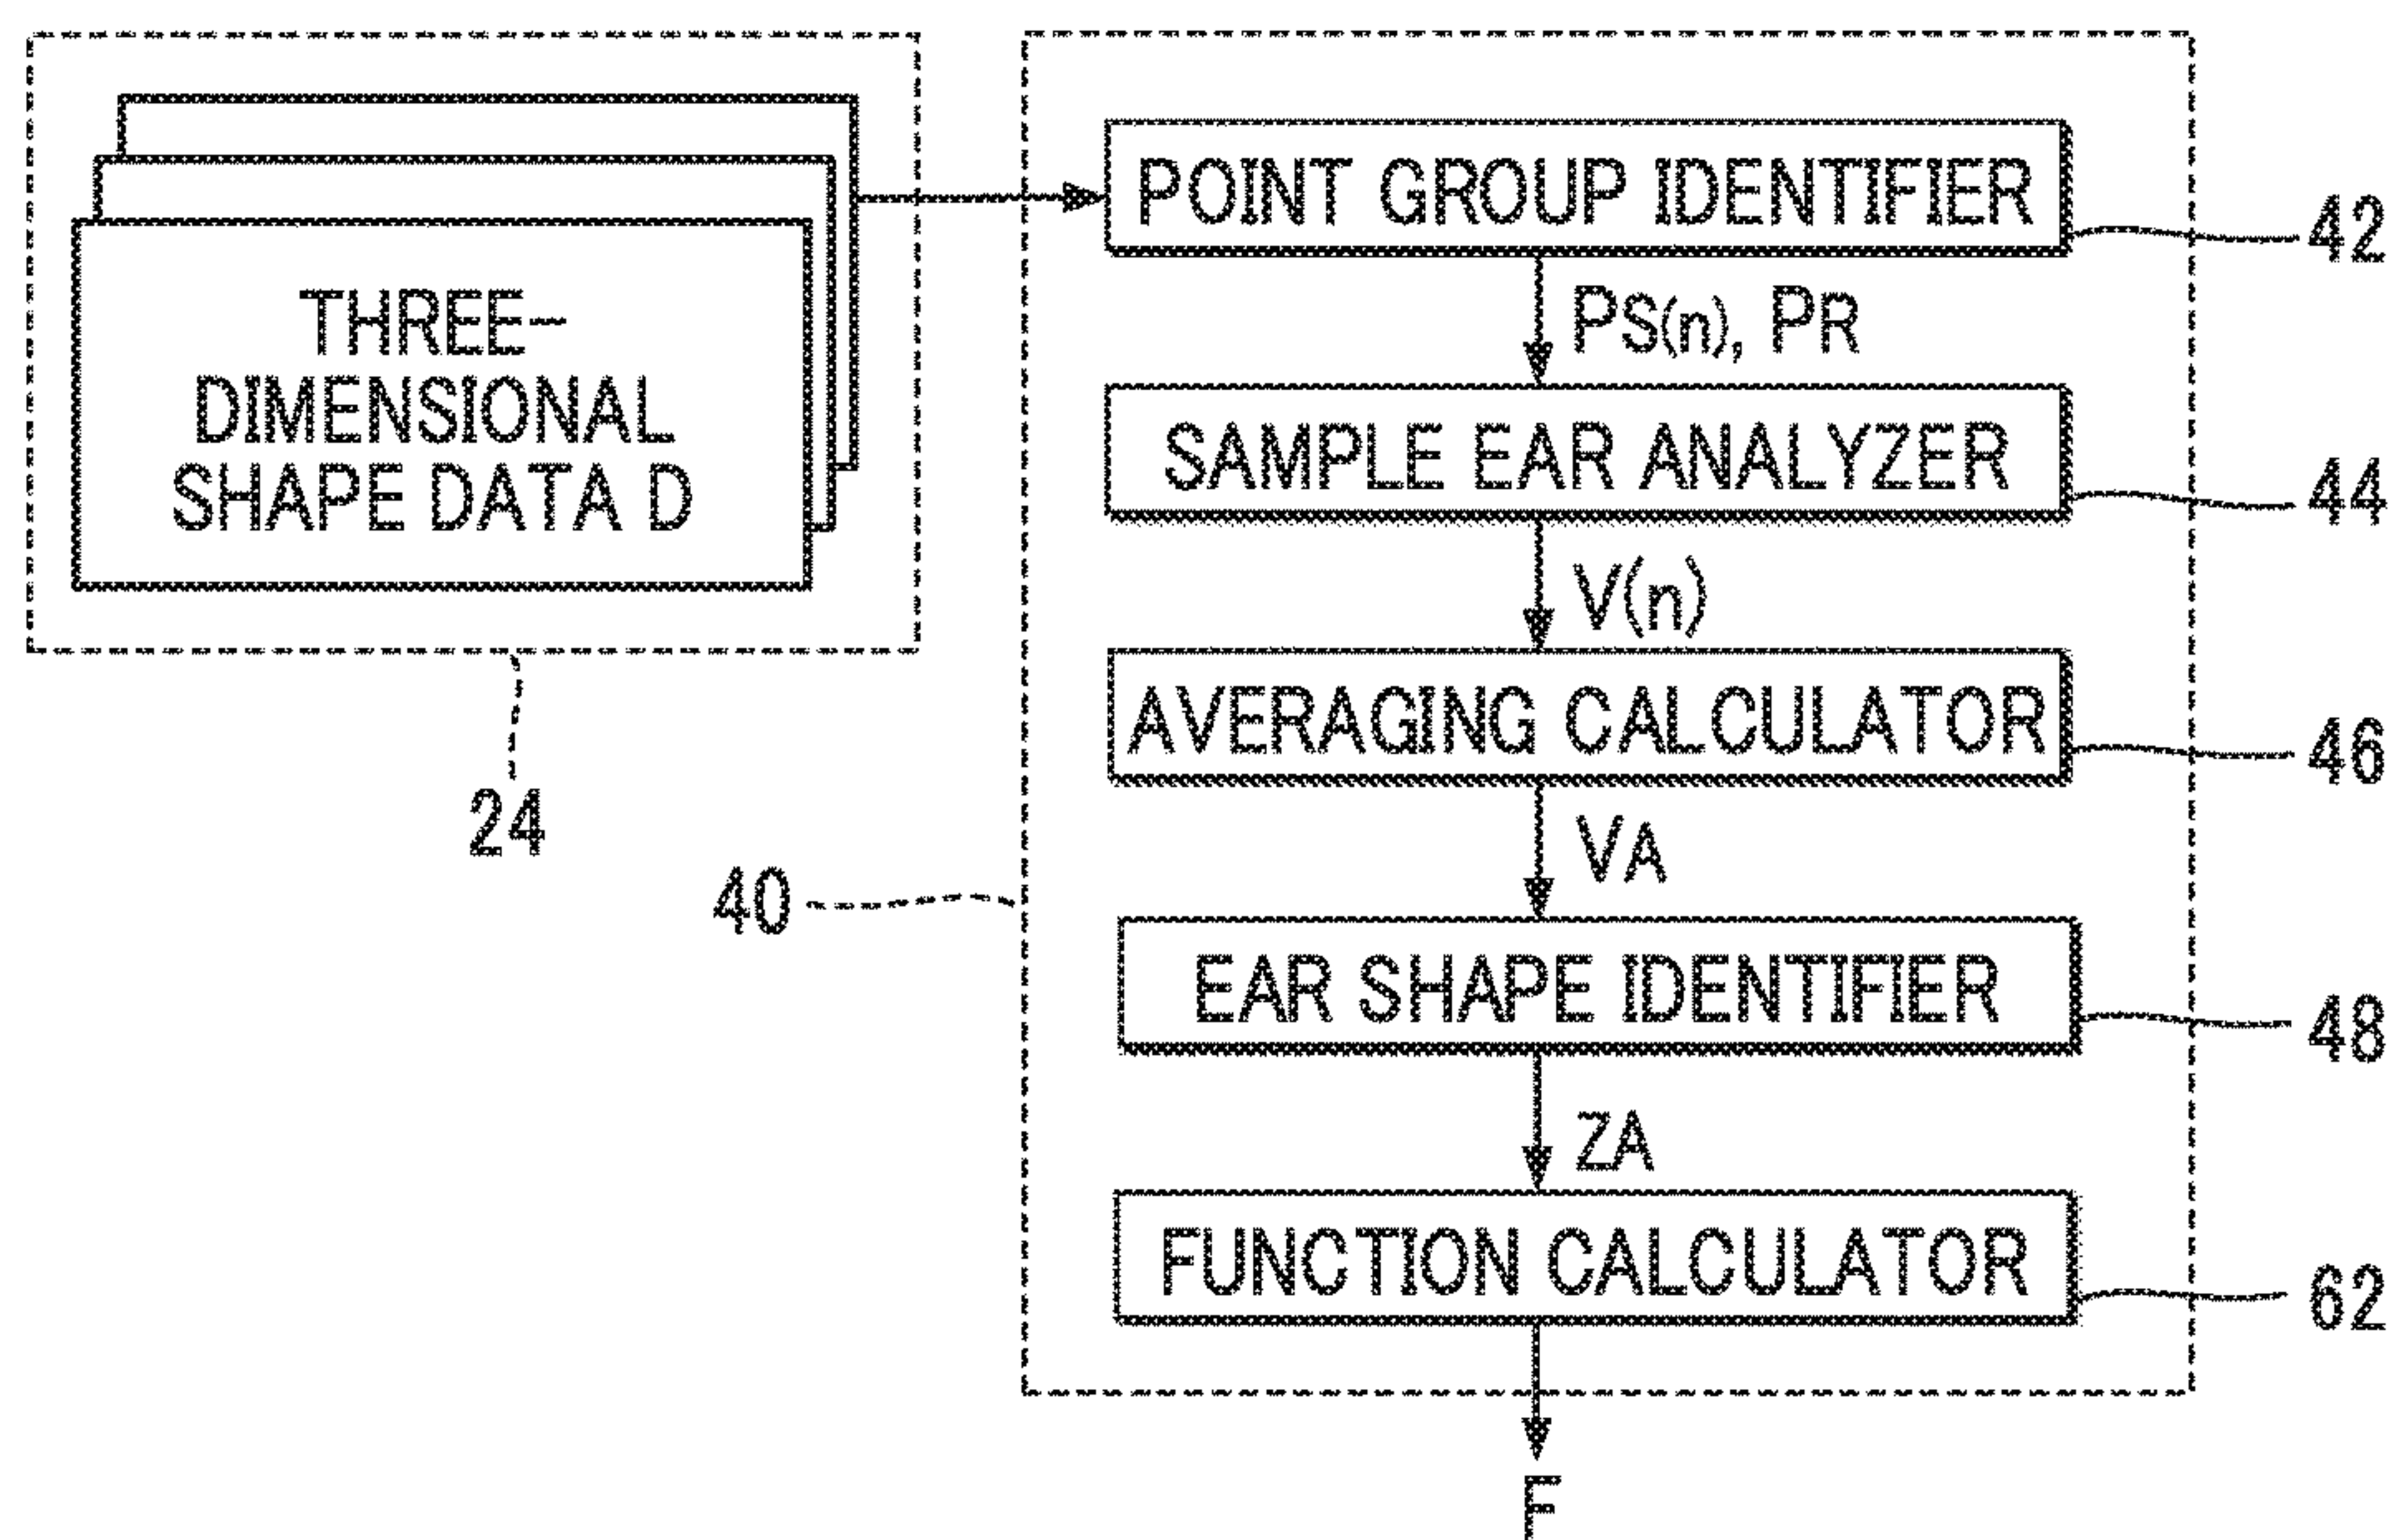 THREE-
DIMENSIONAL
SHAPE DATA D
24
40
POINT GROUP IDENTIFIER
42
PS(n), PR
SAMPLE EAR ANALYZER
44
V(n)
AVERAGING CALCULATOR
46
VA
EAR SHAPE IDENTIFIER
48
ZA
FUNCTION CALCULATOR
62
F